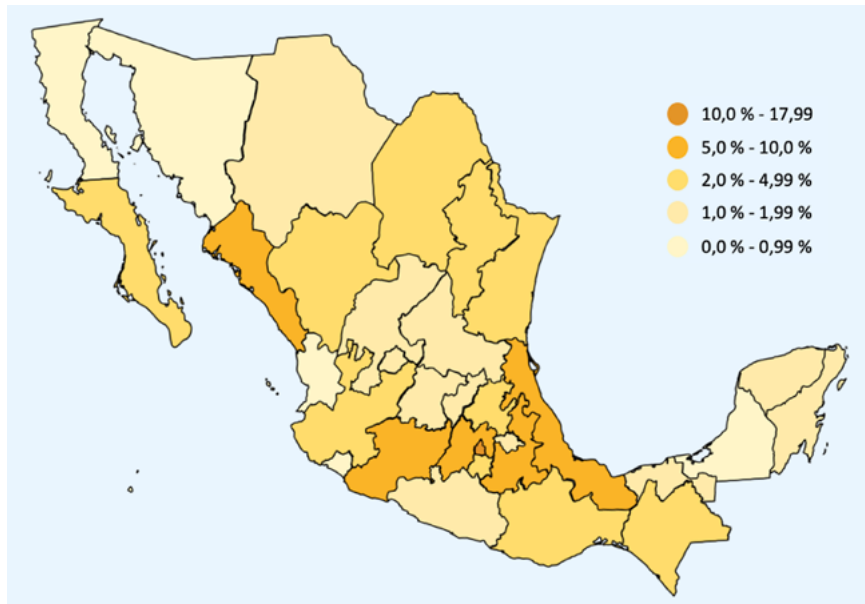 10,0 % - 17,99
5,0 % - 10,0 %
2,0 % - 4,99 %
1,0 % - 1,99 %
0,0 % - 0,99 %